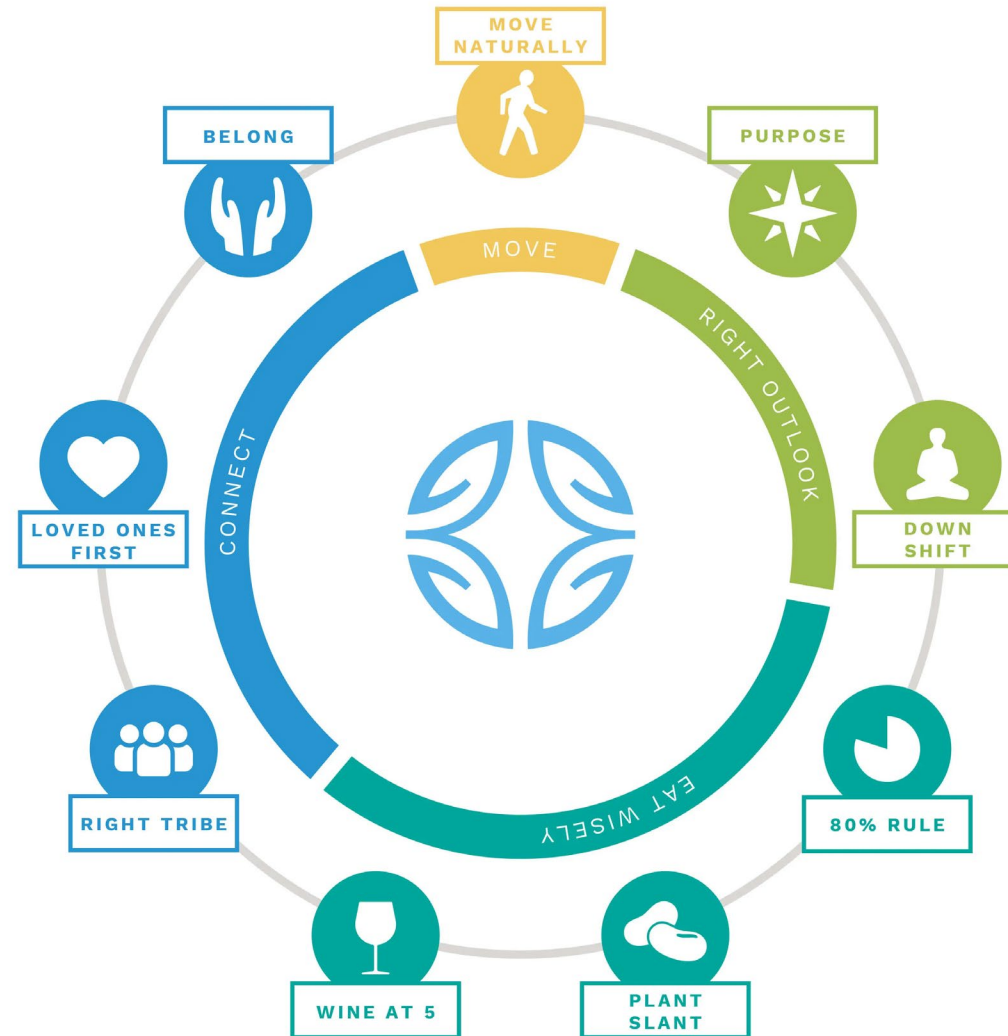 MOVE
NATURALLY
PURPOSE
DOWN
SHIFT
80% RULE
PLANT
SLANT
WINE AT 5
RIGHT TRIBE
LOVED ONES
FIRST
BELONG
MOVE
RIGHT OUTLOOK
EAT WISELY
CONNECT